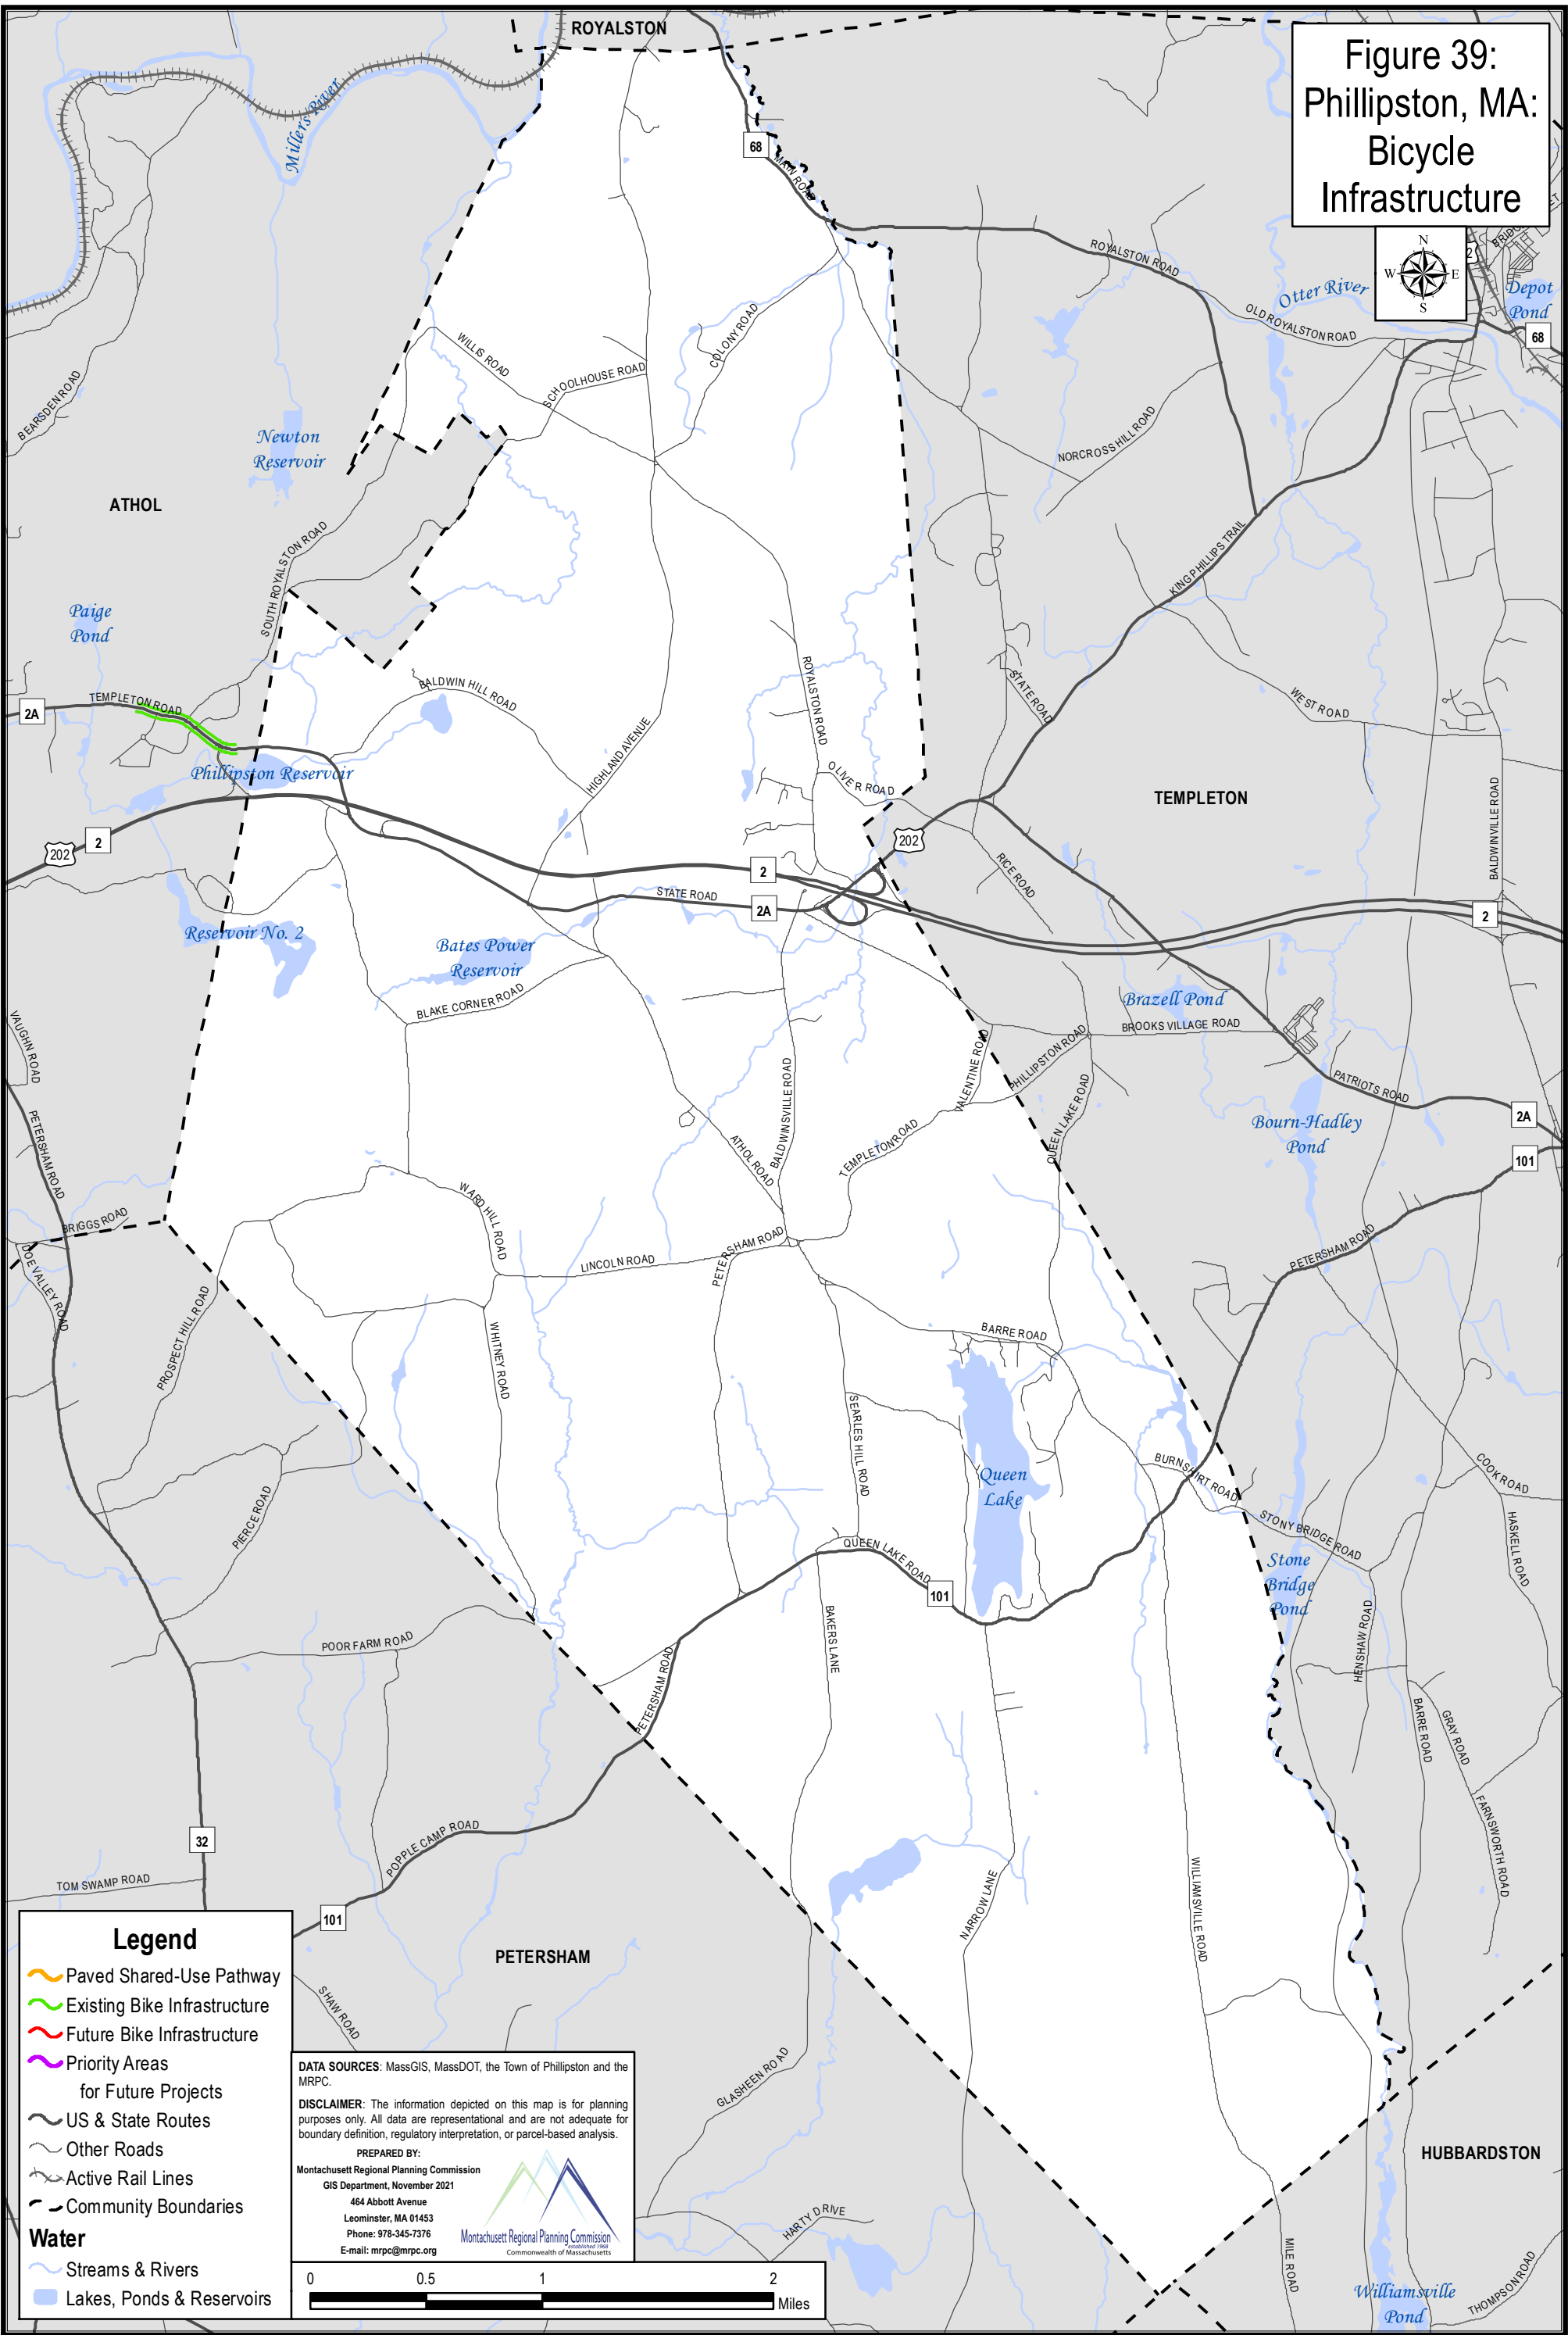 ROYALSTON
Figure 39:
Phillipston, MA:
Bicycle
Infrastructure
N
W
E
S
Millers River
68
MAIN ROAD
ROYALSTON ROAD
Otter River
OLD ROYALSTON ROAD
Depot
Pond
68
BEARSDEN ROAD
WILLIS ROAD
SCHOOLHOUSE ROAD
COLONY ROAD
NORCROSS HILL ROAD
Newton
Reservoir
ATHOL
SOUTH ROYALSTON ROAD
KING PHILLIPS TRAIL
Paige
Pond
TEMPLETON ROAD
2A
BALDWIN HILL ROAD
ROYALSTON ROAD
STATE ROAD
WEST ROAD
HIGHLAND AVENUE
Phillipston Reservoir
OLIVER ROAD
TEMPLETON
BALDWINVILLE ROAD
202
2
202
RICE ROAD
2
STATE ROAD
2A
2
Reservoir No. 2
Bates Power
Reservoir
BLAKE CORNER ROAD
Brazell Pond
BROOKS VILLAGE ROAD
VAUGHN ROAD
PETERSHAM ROAD
VALENTINE ROAD
PHILLIPSTON ROAD
PATRIOTS ROAD
2A
101
BALDWINSVILLE ROAD
ATHOL ROAD
TEMPLETON ROAD
QUEEN LAKE ROAD
Bourn-Hadley
Pond
BRIGGS ROAD
DOE VALLEY ROAD
WARD HILL ROAD
LINCOLN ROAD
PETERSHAM ROAD
PETERSHAM ROAD
PROSPECT HILL ROAD
WHITNEY ROAD
BARRE ROAD
SEARLES HILL ROAD
Queen
Lake
BURNSHIRT ROAD
COOK ROAD
STONY BRIDGE ROAD
HASKELL ROAD
PIERCE ROAD
QUEEN LAKE ROAD
101
Stone
Bridge
Pond
POOR FARM ROAD
BAKERS LANE
PETERSHAM ROAD
HENSHAW ROAD
BARRE ROAD
GRAY ROAD
FARNSWORTH ROAD
32
POPPLE CAMP ROAD
TOM SWAMP ROAD
101
NARROW LANE
WILLIAMSVILLE ROAD
PETERSHAM
SHAW ROAD
GLASHEEN ROAD
HUBBARDSTON
HARTY DRIVE
MILE ROAD
Williamsville
Pond
THOMPSON ROAD
Legend
Paved Shared-Use Pathway
Existing Bike Infrastructure
Future Bike Infrastructure
Priority Areas
for Future Projects
US & State Routes
Other Roads
Active Rail Lines
Community Boundaries
Water
Streams & Rivers
Lakes, Ponds & Reservoirs
DATA SOURCES: MassGIS, MassDOT, the Town of Phillipston and the
MRPC.
DISCLAIMER: The information depicted on this map is for planning
purposes only. All data are representational and are not adequate for
boundary definition, regulatory interpretation, or parcel-based analysis.
PREPARED BY:
Montachusett Regional Planning Commission
GIS Department, November 2021
464 Abbott Avenue
Leominster, MA 01453
Phone: 978-345-7376
E-mail: mrpc@mrpc.org
Montachusett Regional Planning Commission
established 1968
Commonwealth of Massachusetts
0 0.5 1 2
Miles